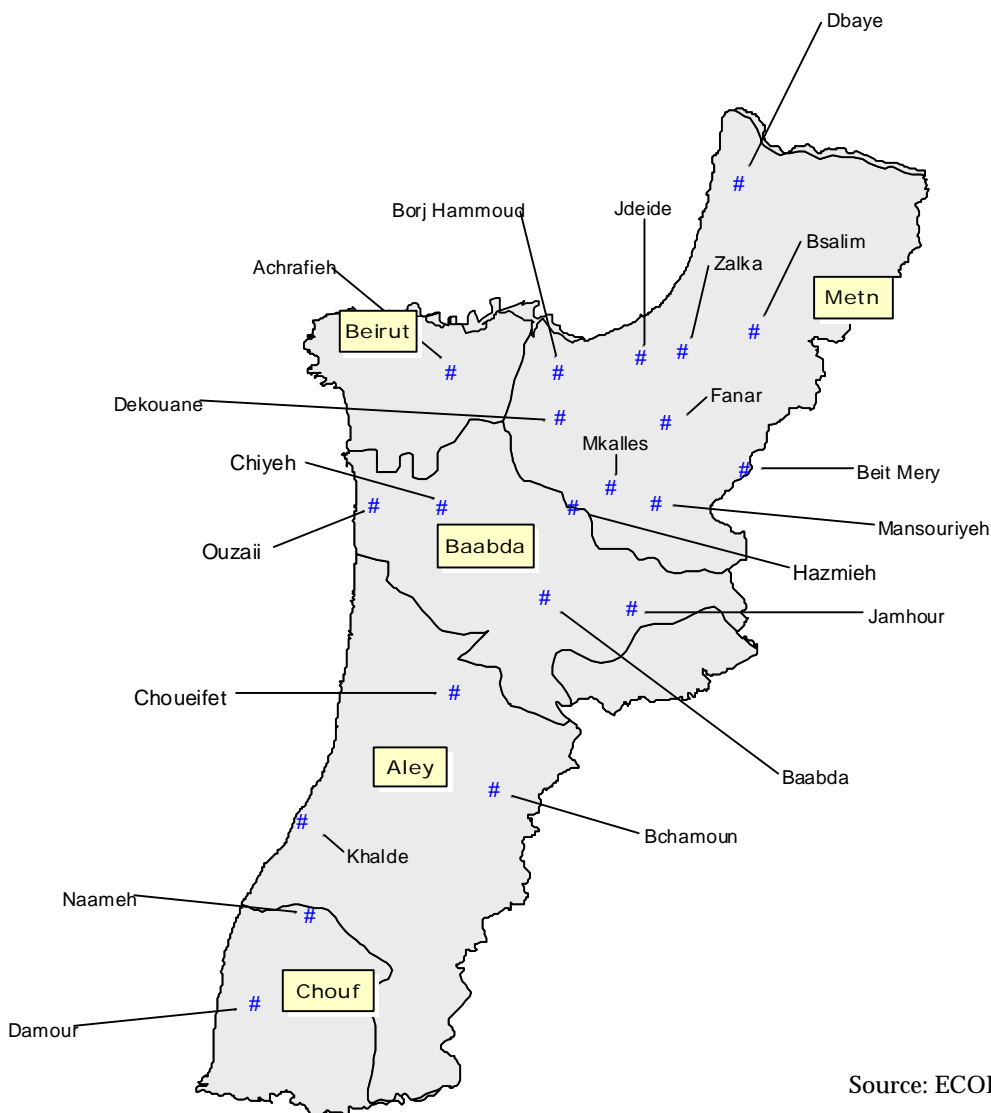 Dbaye
Borj Hammoud
Jdeide
Bsalim
Zalka
Achrafieh
Metn
Beirut
Fanar
Dekouane
Mkalles
Chiyeh
Beit Mery
Mansouriyeh
Ouzaii
Baabda
Hazmieh
Jamhour
Choueifet
Aley
Baabda
Bchamoun
Khalde
Naameh
Chouf
Damour
Source: